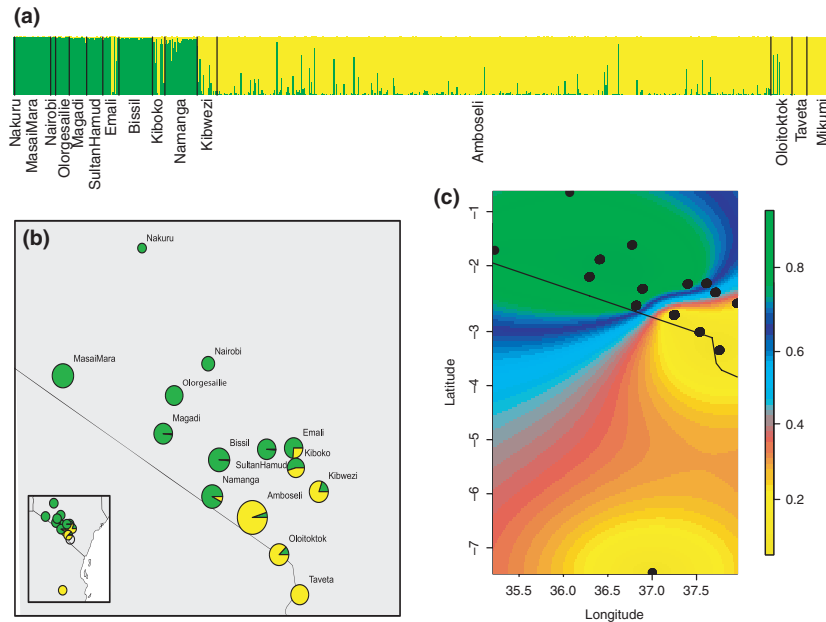 (a)
Nakuru
MasaiMara
Nairobi
Olorgesailie
Magadi
SultanHamud
Emali
Bissil
Kiboko
Namanga
Kibwezi
Amboseli
Oloitoktok
Taveta
Mikumi
(b)
Nakuru
MasaiMara
Nairobi
Olorgesailie
Magadi
Bissil
Emali
Kiboko
SultanHamud
Kibwezi
Namanga
Amboseli
Oloitoktok
Taveta
(c)
Latitude
-1
-2
-3
-4
-5
-6
-7
35.5 36.0 36.5 37.0 37.5
Longitude
0.8
0.6
0.4
0.2